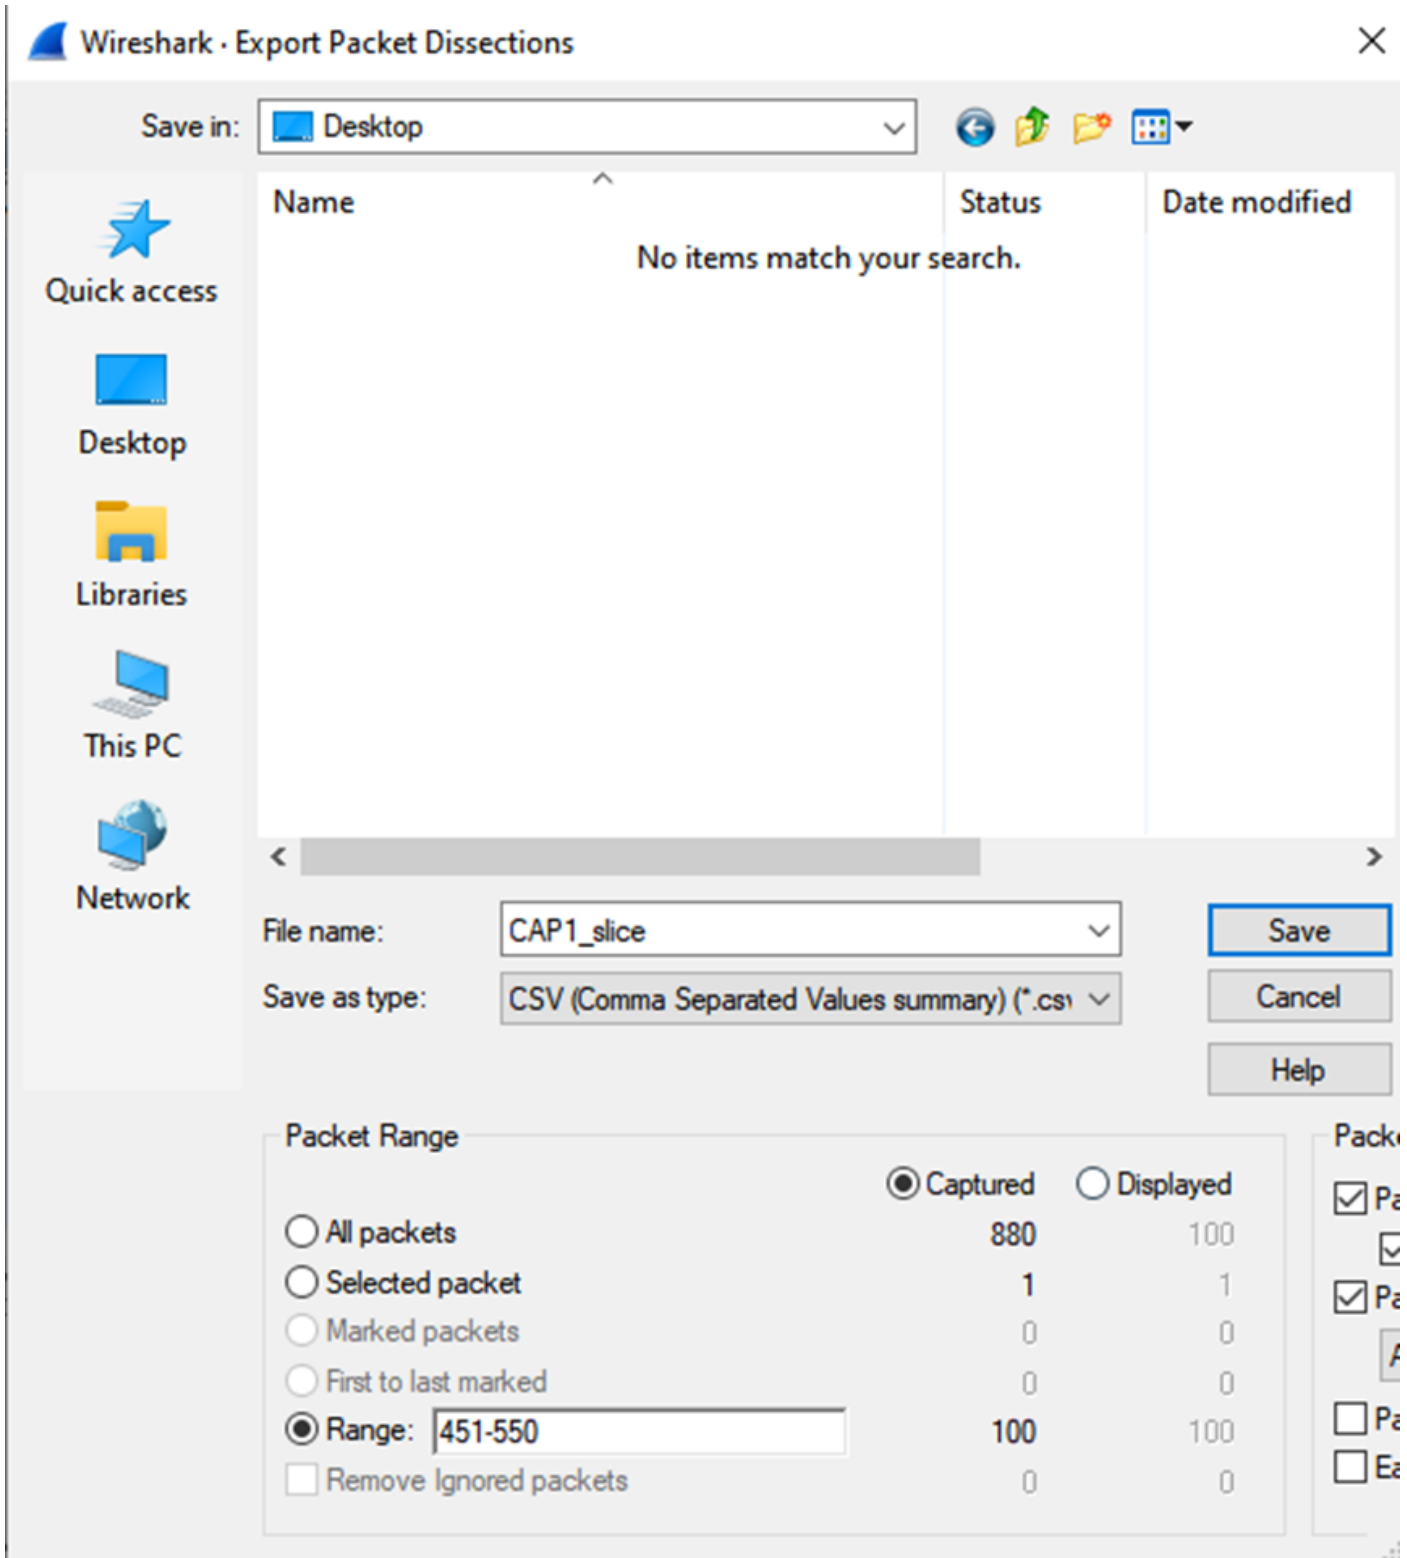 Wireshark · Export Packet Dissections
Save in: Desktop
Name Status Date modified
No items match your search.
Quick access
Desktop
Libraries
This PC
Network
File name: CAP1_slice Save
Save as type: CSV (Comma Separated Values summary) (*.csv Cancel
Help
Packet Range
Captured Displayed
All packets 880 100
Selected packet 1 1
Marked packets 0 0
First to last marked 0 0
Range: 451-550 100 100
Remove Ignored packets 0 0